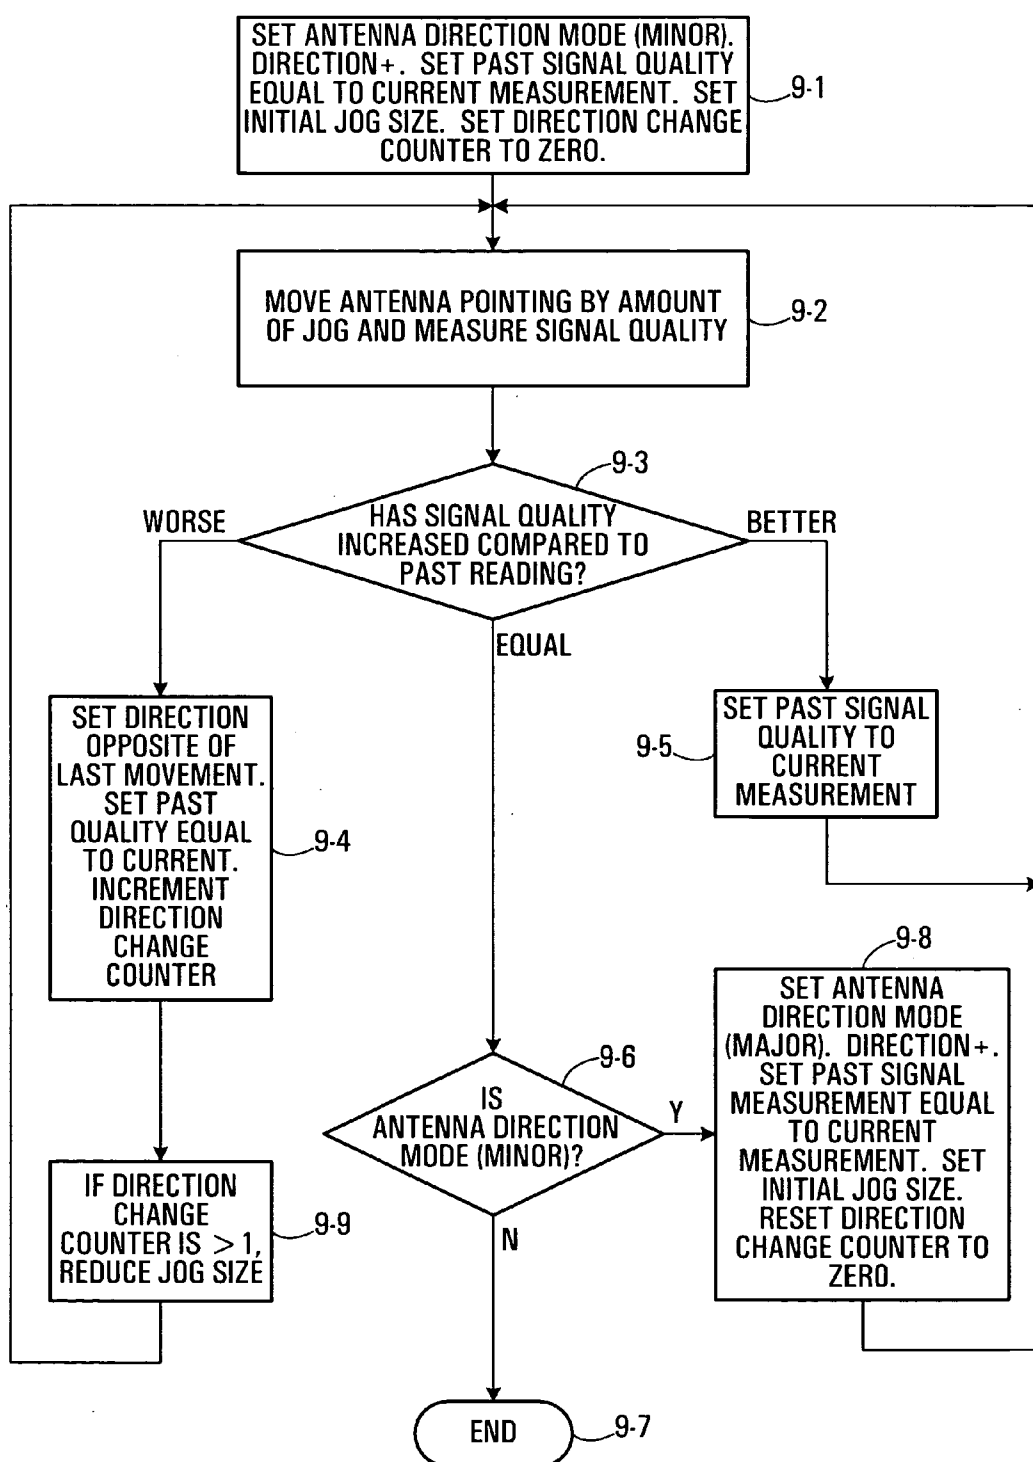 SET ANTENNA DIRECTION MODE (MINOR).
DIRECTION+. SET PAST SIGNAL QUALITY
EQUAL TO CURRENT MEASUREMENT. SET
INITIAL JOG SIZE. SET DIRECTION CHANGE
COUNTER TO ZERO.
9-1
MOVE ANTENNA POINTING BY AMOUNT
OF JOG AND MEASURE SIGNAL QUALITY
9-2
9-3
HAS SIGNAL QUALITY
INCREASED COMPARED TO
PAST READING?
WORSE
BETTER
EQUAL
SET DIRECTION
OPPOSITE OF
LAST MOVEMENT.
SET PAST
QUALITY EQUAL
TO CURRENT.
INCREMENT
DIRECTION
CHANGE
COUNTER
9-4
SET PAST SIGNAL
QUALITY TO
CURRENT
MEASUREMENT
9-5
9-6
IS
ANTENNA DIRECTION
MODE (MINOR)?
Y
N
9-8
SET ANTENNA
DIRECTION MODE
(MAJOR). DIRECTION+.
SET PAST SIGNAL
MEASUREMENT EQUAL
TO CURRENT
MEASUREMENT. SET
INITIAL JOG SIZE.
RESET DIRECTION
CHANGE COUNTER TO
ZERO.
IF DIRECTION
CHANGE
COUNTER IS >1,
REDUCE JOG SIZE
9-9
END
9-7